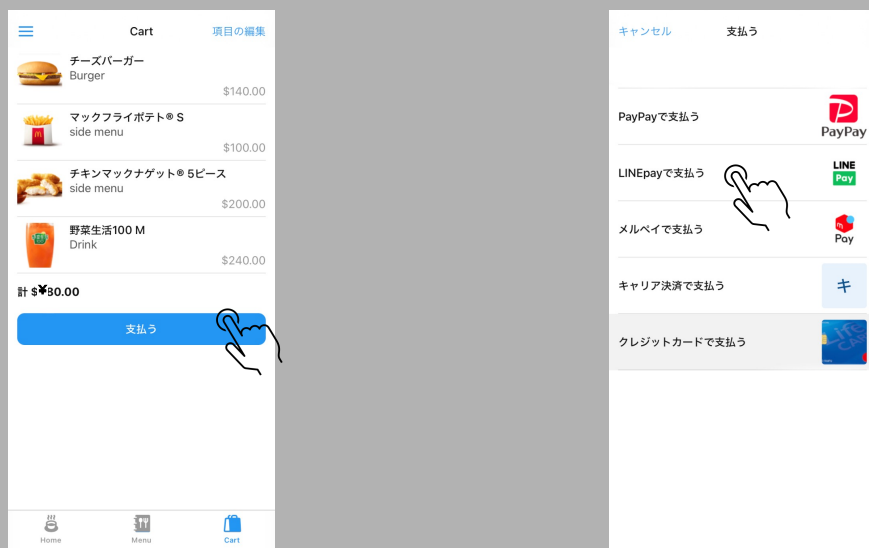 Cart
項目の編集
チーズバーガー
Burger
$140.00
マックフライポテト® S
side menu
$100.00
チキンマックナゲット® 5ピース
side menu
$200.00
野菜生活100 M
Drink
$240.00
計 $¥80.00
支払う
Home
Menu
Cart
キャンセル
支払う
PayPayで支払う
PayPay
LINEpayで支払う
LINE
Pay
メルペイで支払う
Pay
キャリア決済で支払う
キ
クレジットカードで支払う
Life
CARD